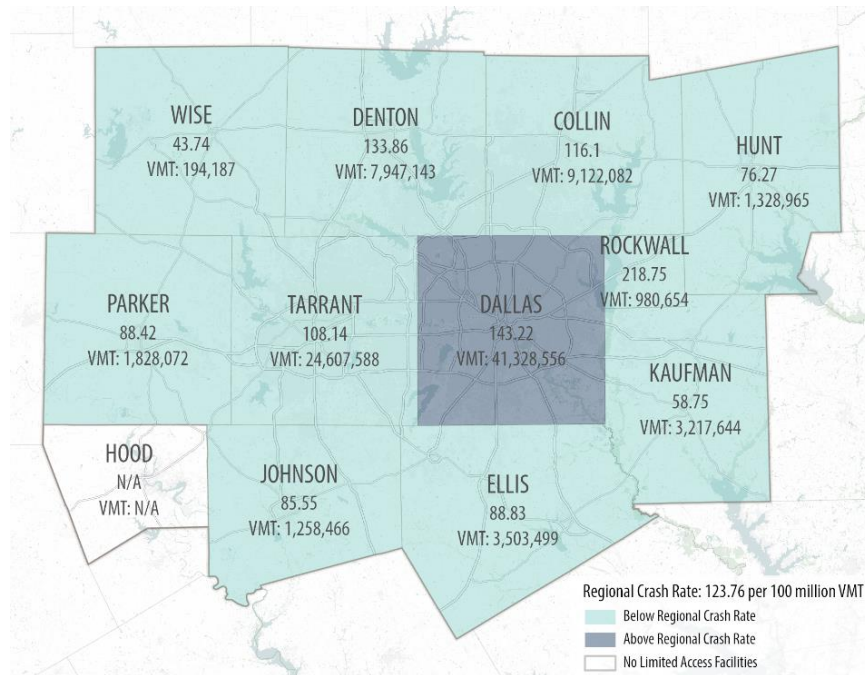 WISE
43.74
VMT: 194,187
DENTON
133.86
VMT: 7,947,143
COLLIN
116.1
VMT: 9,122,082
HUNT
76.27
VMT: 1,328,965
PARKER
88.42
VMT: 1,828,072
TARRANT
108.14
VMT: 24,607,588
DALLAS
143.22
VMT: 41,328,556
ROCKWALL
218.75
VMT: 980,654
KAUFMAN
58.75
VMT: 3,217,644
HOOD
N/A
VMT: N/A
JOHNSON
85.55
VMT: 1,258,466
ELLIS
88.83
VMT: 3,503,499
Regional Crash Rate: 123.76 per 100 million VMT
Below Regional Crash Rate
Above Regional Crash Rate
No Limited Access Facilities